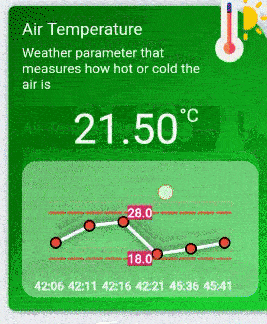 Air Temperature
Weather parameter that
measures how hot or cold the
air is
21.50°C
28.0
18.0
42:06 42:11 42:16 42:21 45:36 45:41